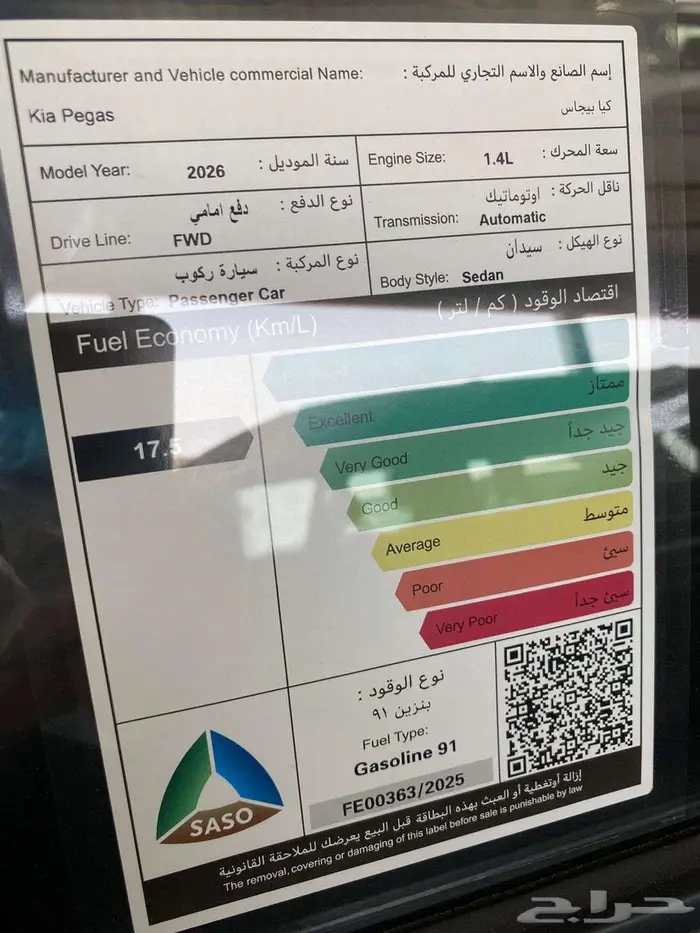 Manufacturer and Vehicle commercial Name: إسم الصانع والاسم التجاري للمركبة :
Kia Pegas كيا بيجاس
Model Year: 2026 سنة الموديل :
Engine Size: 1.4L سعة المحرك :
نوع الدفع : دفع امامي
Drive Line: FWD
ناقل الحركة : اوتوماتيك
Transmission: Automatic
نوع المركبة : سيارة ركوب
Vehicle Type: Passenger Car
نوع الهيكل : سيدان
Body Style: Sedan
Fuel Economy (Km/L) اقتصاد الوقود ( كم / لتر )
17.5
Excellent ممتاز
Very Good جيد جداً
Good جيد
Average متوسط
Poor سيئ
Very Poor سيئ جداً
نوع الوقود :
بنزين ٩١
Fuel Type:
Gasoline 91
FE00363/2025
SASO
إزالة أوتغطية أو العبث بهذه البطاقة قبل البيع يعرضك للملاحقة القانونية
The removal, covering or damaging of this label before sale is punishable by law
حراج